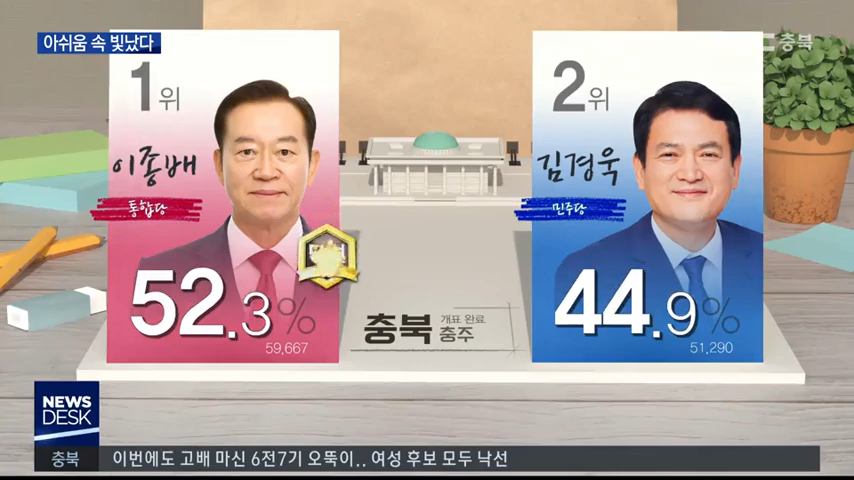 아쉬움 속 빛났다
충북
1위
이종배
통합당
52.3%
59,667
2위
김경욱
민주당
44.9%
51,290
충북 개표 완료 충주
NEWS DESK
충북
이번에도 고배 마신 6전7기 오뚝이.. 여성 후보 모두 낙선